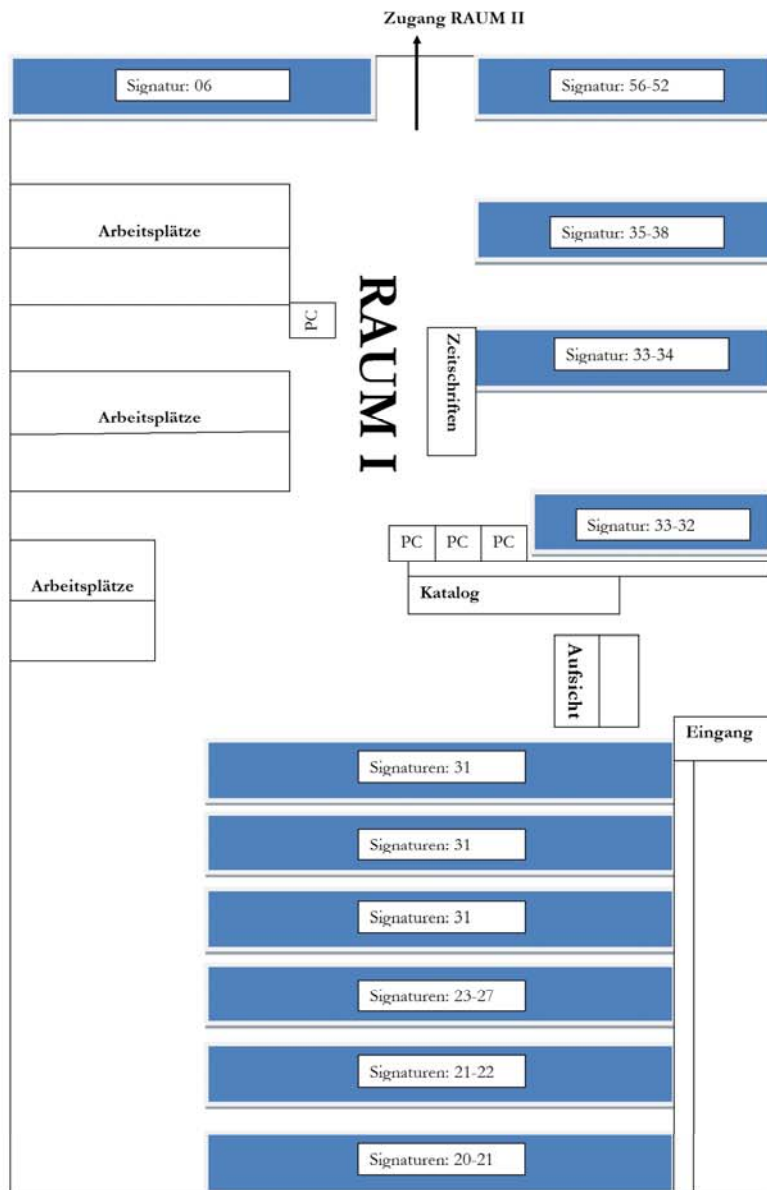 Zugang RAUM II
Signatur: 06
Signatur: 56-52
Arbeitsplätze
Signatur: 35-38
PC
RAUM I
Zeitschriften
Signatur: 33-34
Arbeitsplätze
PC
PC
PC
Signatur: 33-32
Arbeitsplätze
Katalog
Aufsicht
Eingang
Signaturen: 31
Signaturen: 31
Signaturen: 31
Signaturen: 23-27
Signaturen: 21-22
Signaturen: 20-21